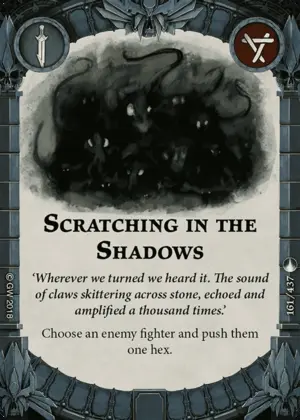 SCRATCHING IN THE
SHADOWS
‘Wherever we turned we heard it. The sound
of claws skittering across stone, echoed and
amplified a thousand times.’
Choose an enemy fighter and push them
one hex.
© GW 2018
161/437